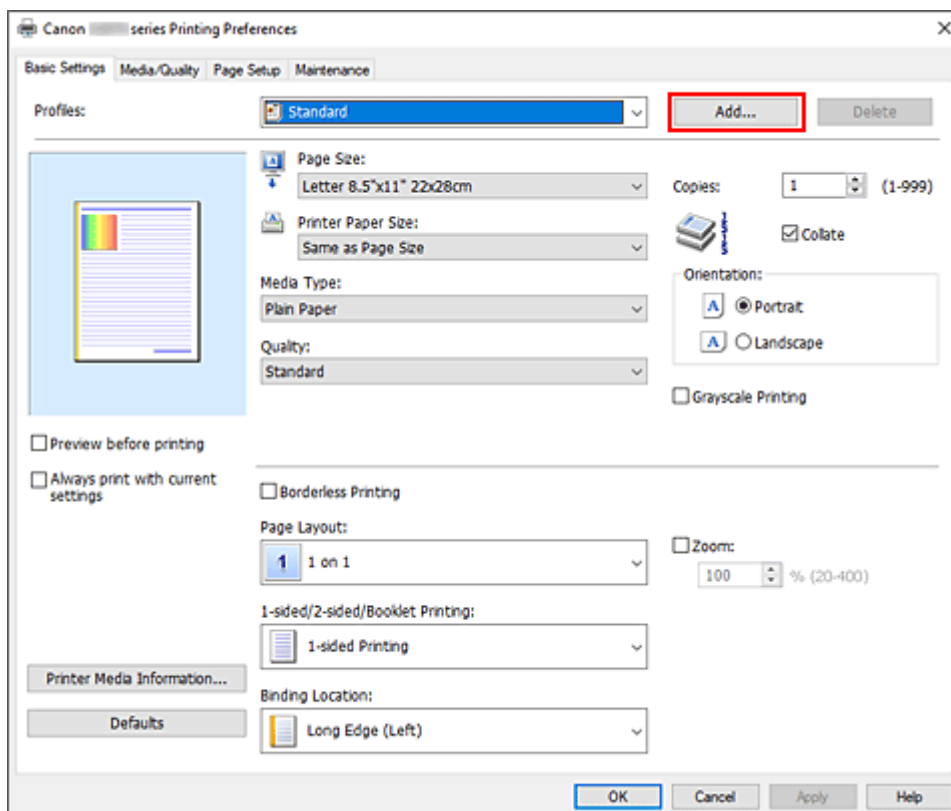 Canon series Printing Preferences
Basic Settings Media/Quality Page Setup Maintenance
Profiles: Standard Add... Delete
Page Size:
Letter 8.5"x11" 22x28cm Copies: 1 (1-999)
Printer Paper Size:
Same as Page Size Collate
Media Type: Orientation:
Plain Paper A Portrait
Quality: A Landscape
Standard
Grayscale Printing
Preview before printing
Always print with current
settings
Borderless Printing
Page Layout:
1 1 on 1
Zoom:
100 % (20-400)
1-sided/2-sided/Booklet Printing:
1-sided Printing
Printer Media Information...
Binding Location:
Defaults Long Edge (Left)
OK Cancel Apply Help